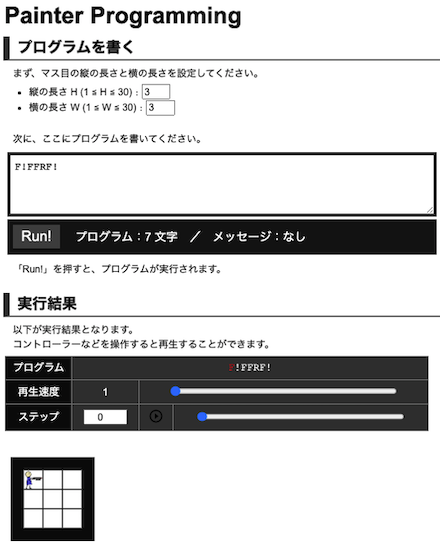 Painter Programming
プログラムを書く
まず、マス目の縦の長さと横の長さを設定してください。
• 縦の長さ H (1 ≦ H ≦ 30) : 3
• 横の長さ W (1 ≦ W ≦ 30) : 3
次に、ここにプログラムを書いてください。
F!FFRF!
Run! プログラム：7 文字 ／ メッセージ：なし
「Run!」を押すと、プログラムが実行されます。
実行結果
以下が実行結果となります。
コントローラーなどを操作すると再生することができます。
プログラム F!FFRF!
再生速度 1
ステップ 0